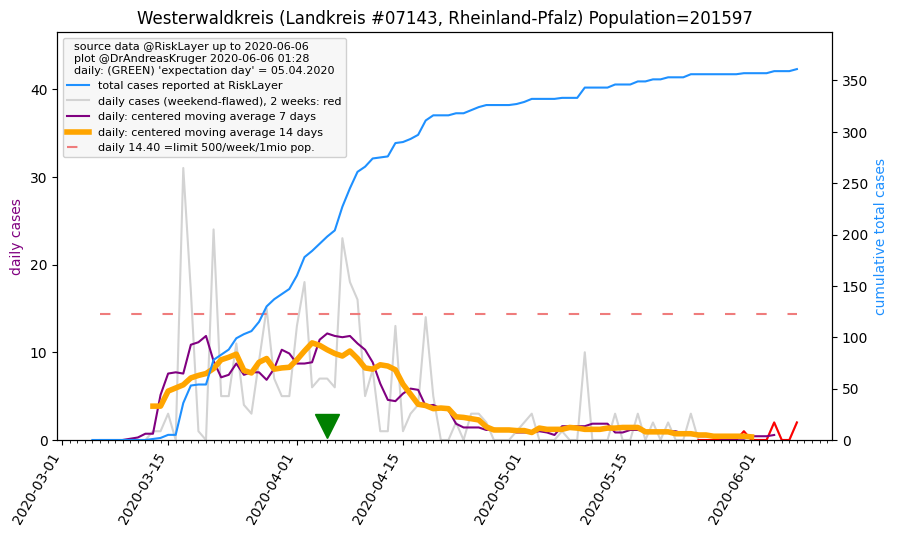 Westerwaldkreis (Landkreis #07143, Rheinland-Pfalz) Population=201597
source data @RiskLayer up to 2020-06-06
plot @DrAndreasKruger 2020-06-06 01:28
daily: (GREEN) 'expectation day' = 05.04.2020
total cases reported at RiskLayer
daily cases (weekend-flawed), 2 weeks: red
daily: centered moving average 7 days
daily: centered moving average 14 days
daily 14.40 =limit 500/week/1mio pop.
daily cases
40
30
20
10
0
cumulative total cases
350
300
250
200
150
100
50
0
2020-03-01
2020-03-15
2020-04-01
2020-04-15
2020-05-01
2020-05-15
2020-06-01